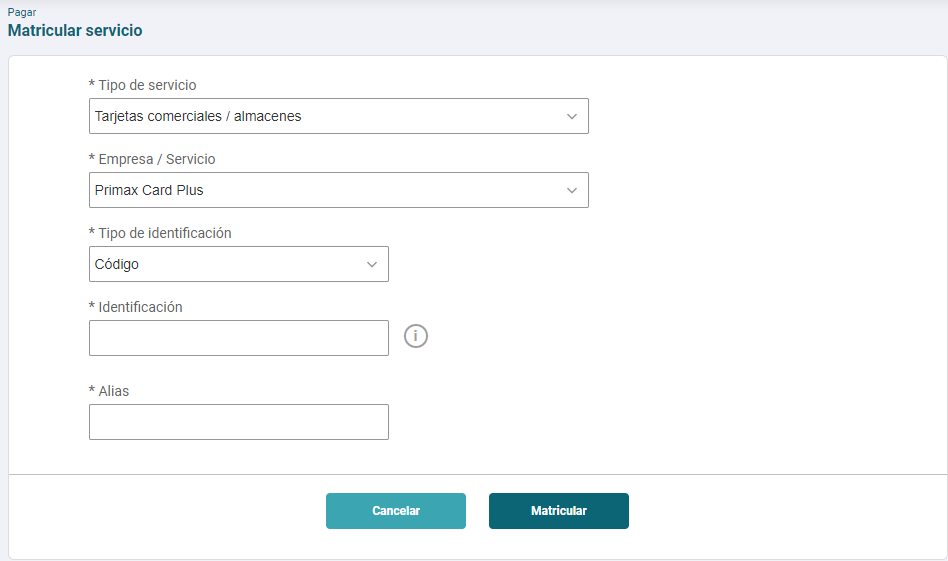 Pagar
Matricular servicio
* Tipo de servicio
Tarjetas comerciales / almacenes
* Empresa / Servicio
Primax Card Plus
* Tipo de identificación
Código
* Identificación
i
* Alias
Cancelar
Matricular